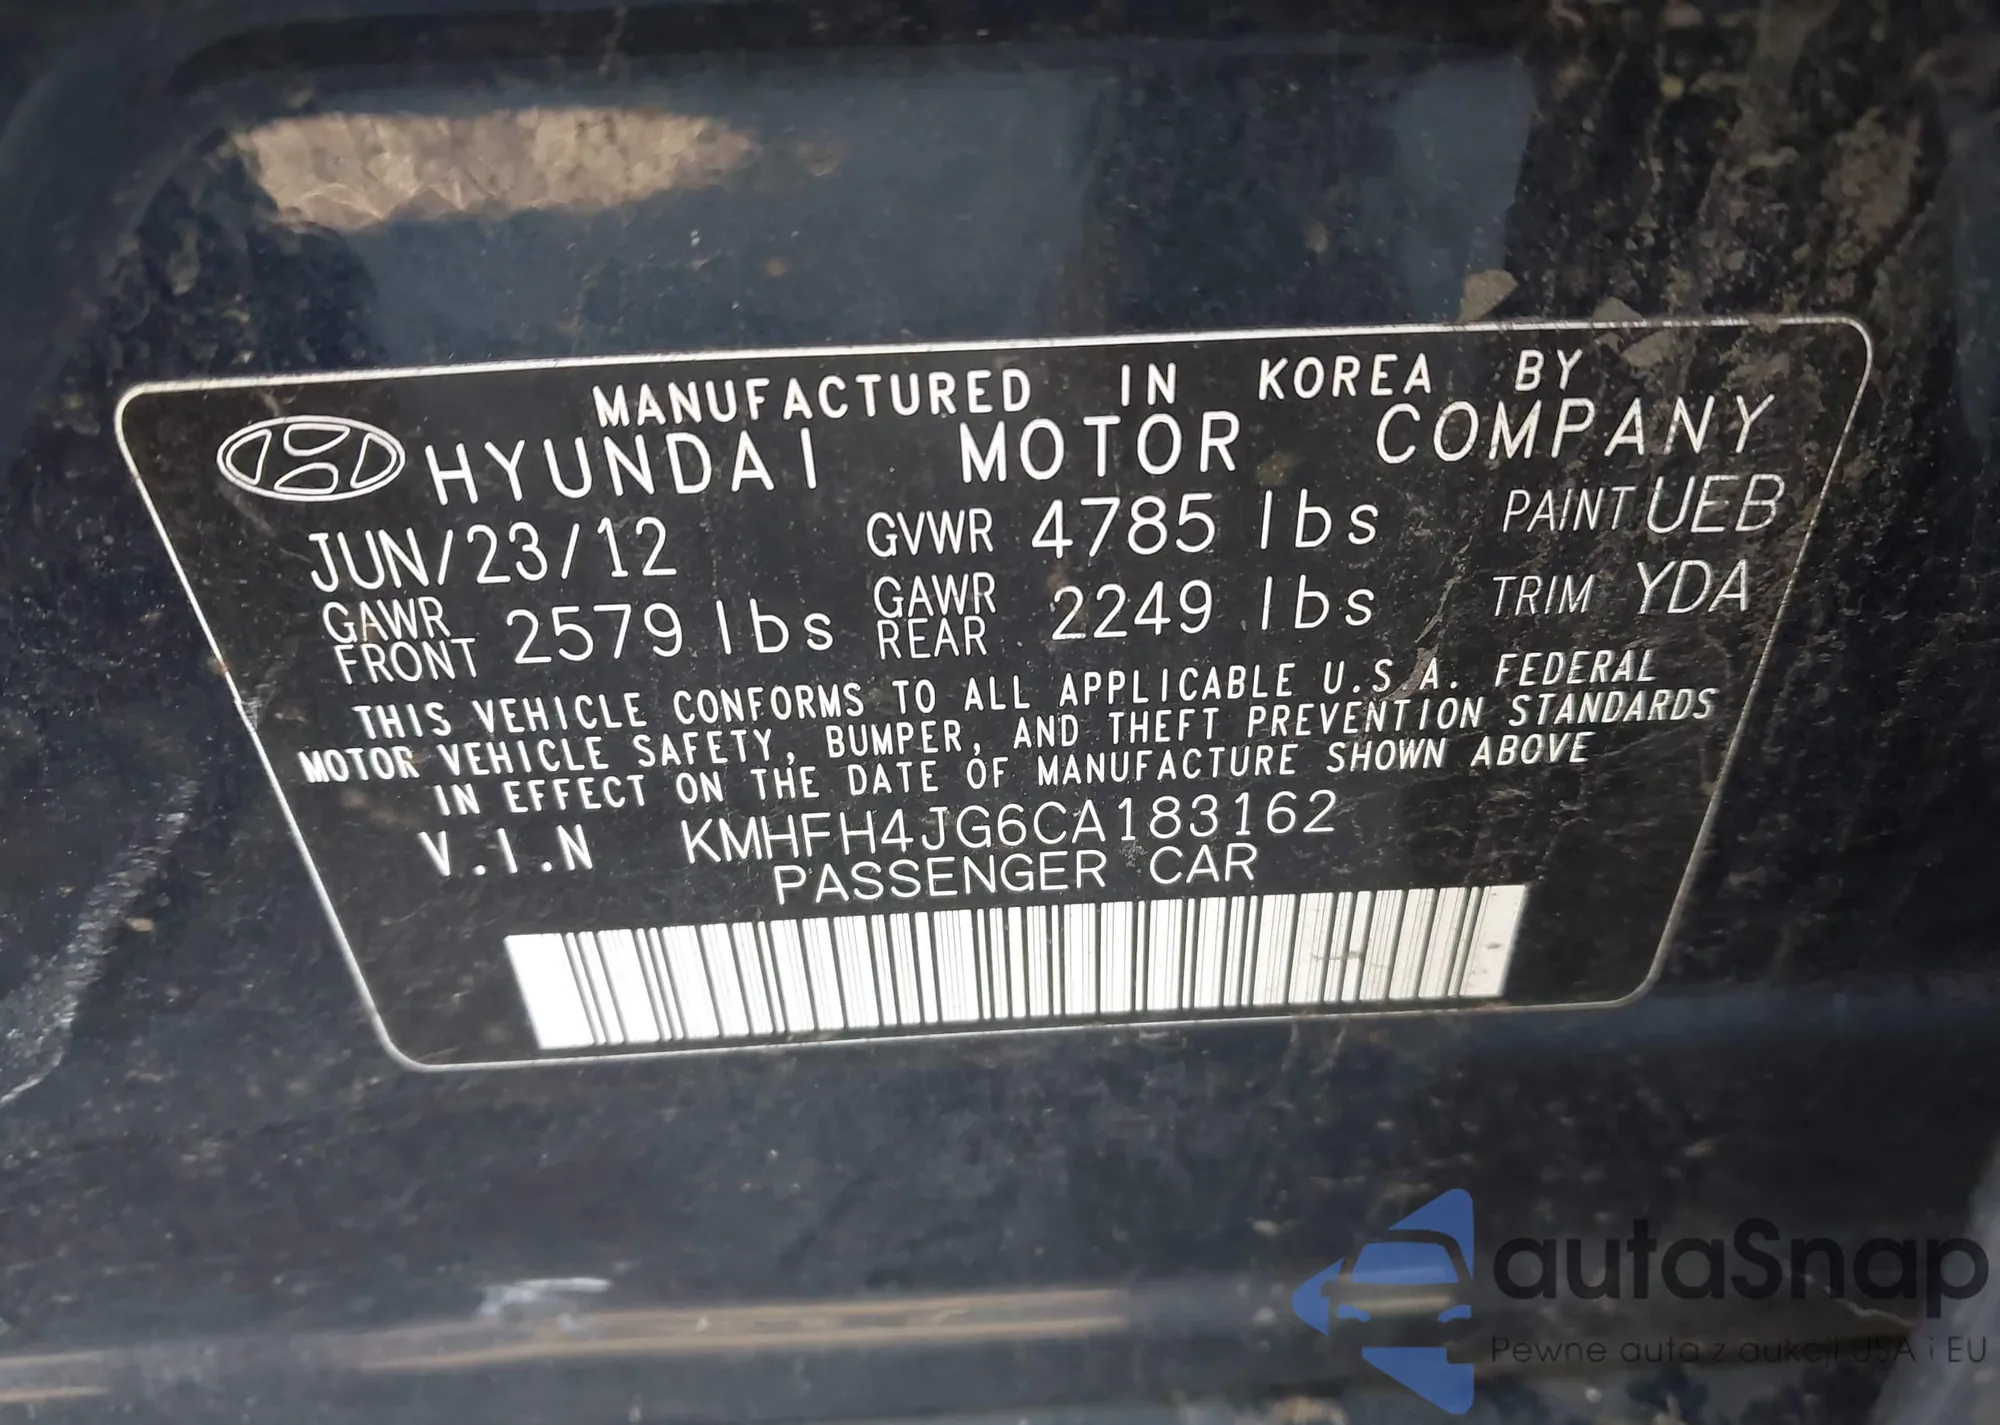 MANUFACTURED IN KOREA BY
HYUNDAI MOTOR COMPANY
JUN/23/12 GVWR 4785 lbs PAINT UEB
GAWR FRONT 2579 lbs GAWR REAR 2249 lbs TRIM YDA
THIS VEHICLE CONFORMS TO ALL APPLICABLE U.S.A. FEDERAL
MOTOR VEHICLE SAFETY, BUMPER, AND THEFT PREVENTION STANDARDS
IN EFFECT ON THE DATE OF MANUFACTURE SHOWN ABOVE
V.I.N KMHFH4JG6CA183162
PASSENGER CAR
autaSnap
Pewne auta z aukcji USA i EU